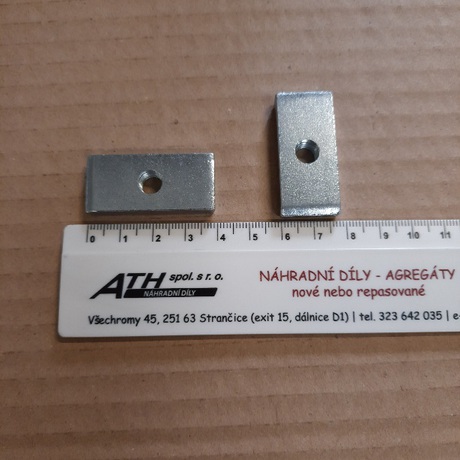 0 1 2 3 4 5 6 7 8 9 10 11
ATH spol. s r. o.
NÁHRADNÍ DÍLY
NÁHRADNÍ DÍLY - AGREGÁTY
nové nebo repasované
Všechromy 45, 251 63 Strančice (exit 15, dálnice D1) | tel. 323 642 035 | e-